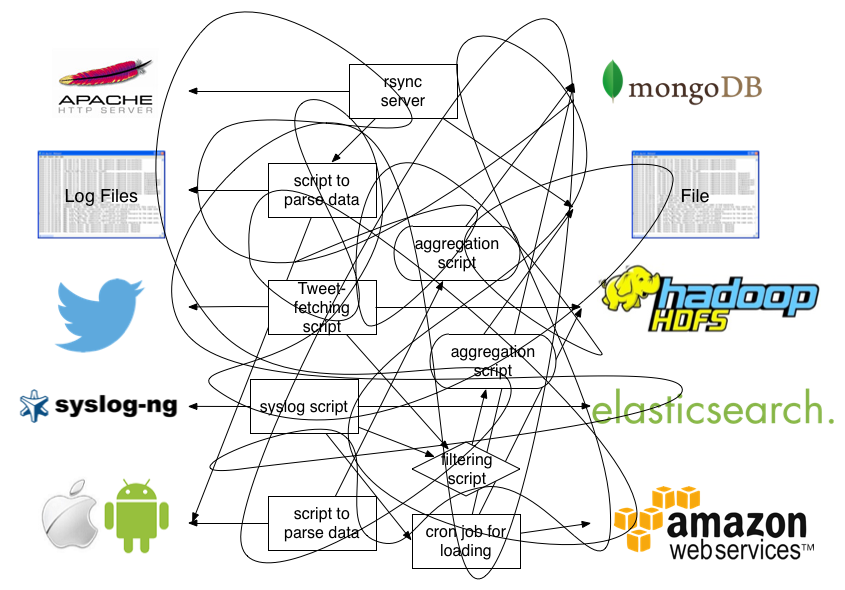 APACHE
HTTP SERVER
rsync
server
mongoDB
Log Files
script to
parse data
File
aggregation
script
Tweet-
fetching
script
hadoop
HDFS
aggregation
script
syslog-ng
syslog script
elasticsearch.
filtering
script
script to
parse data
cron job for
loading
amazon
webservices™